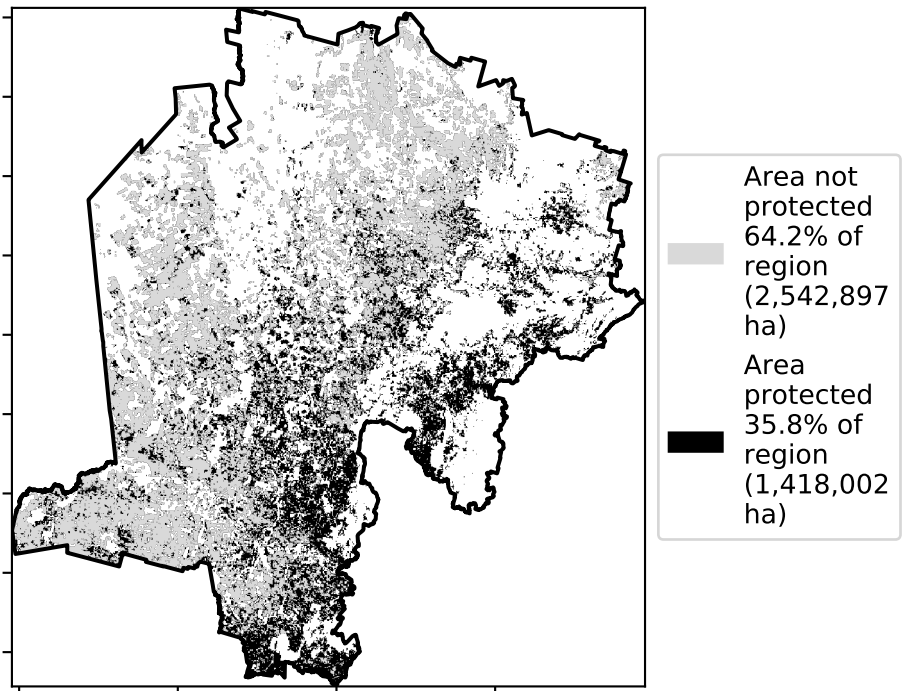 Area not
protected
64.2% of
region
(2,542,897
ha)
Area
protected
35.8% of
region
(1,418,002
ha)